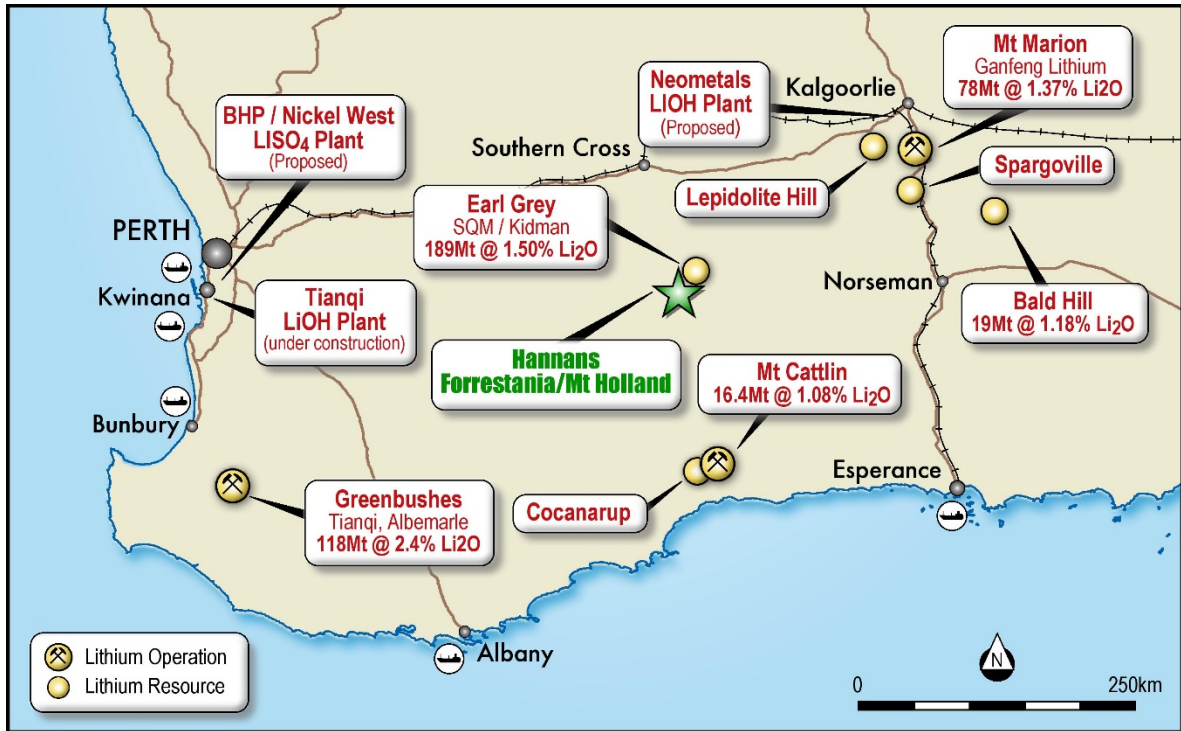 BHP / Nickel West
LISO₄ Plant
(Proposed)
Neometals
LIOH Plant
(Proposed)
Kalgoorlie
Mt Marion
Ganfeng Lithium
78Mt @ 1.37% Li2O
Southern Cross
Lepidolite Hill
Spargoville
PERTH
Earl Grey
SQM / Kidman
189Mt @ 1.50% Li₂O
Kwinana
Tianqi
LiOH Plant
(under construction)
Norseman
Bald Hill
19Mt @ 1.18% Li₂O
Hannans
Forrestania/Mt Holland
Mt Cattlin
16.4Mt @ 1.08% Li₂O
Bunbury
Esperance
Greenbushes
Tianqi, Albemarle
118Mt @ 2.4% Li2O
Cocanarup
Albany
Lithium Operation
Lithium Resource
N
0 250km